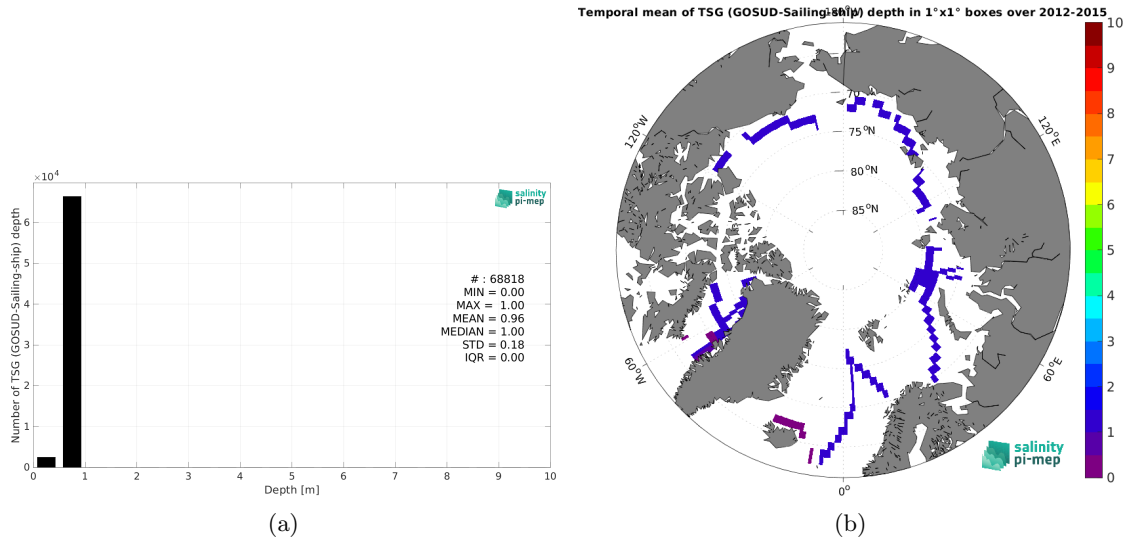 Temporal mean of TSG (GOSUD-Sailing-ship) depth in 1°x1° boxes over 2012-2015
×10⁴
Number of TSG (GOSUD-Sailing-ship) depth
6
5
4
3
2
1
0
salinity
pi-mep
# : 68818
MIN = 0.00
MAX = 1.00
MEAN = 0.96
MEDIAN = 1.00
STD = 0.18
IQR = 0.00
0 1 2 3 4 5 6 7 8 9 10
Depth [m]
(a)
180°W
120°W
120°E
70
75°N
80°N
85°N
60°W
60°E
0°
salinity
pi-mep
10
9
8
7
6
5
4
3
2
1
0
(b)